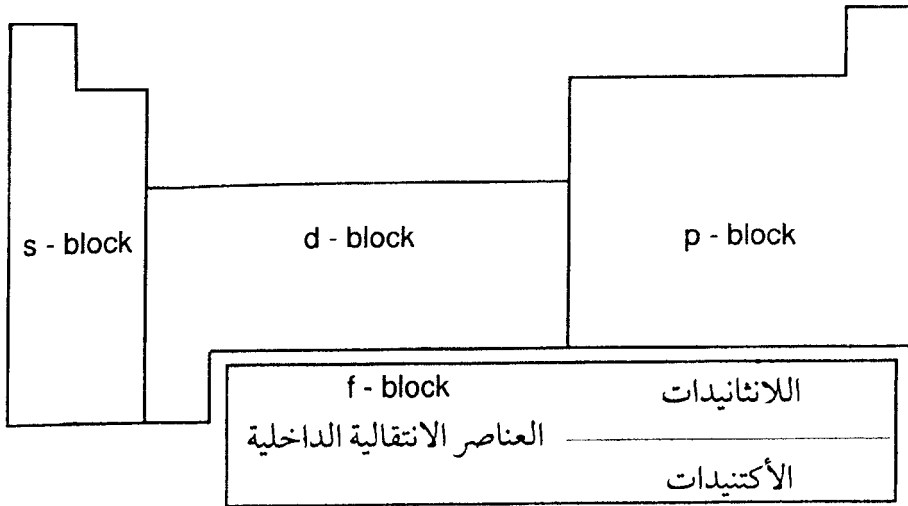 s - block
d - block
p - block
f - block
اللانثانيدات
العناصر الانتقالية الداخلية
الأكتنيدات